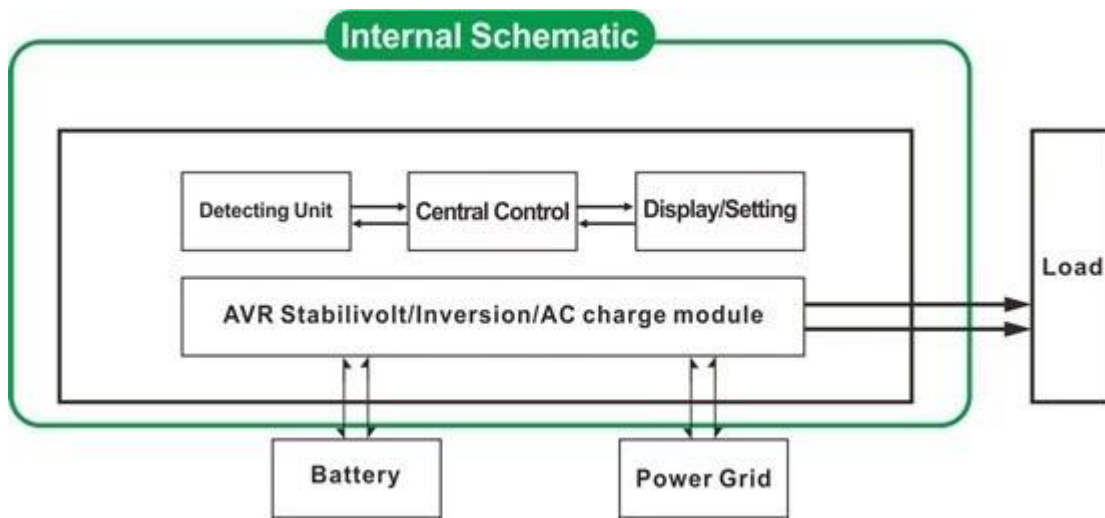 Internal Schematic
Detecting Unit
Central Control
Display/Setting
AVR Stabilivolt/Inversion/AC charge module
Load
Battery
Power Grid